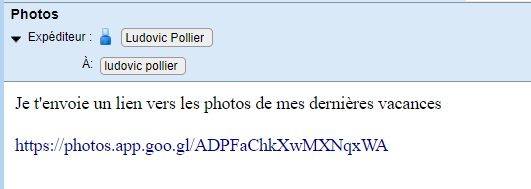 Photos
Expéditeur : Ludovic Pollier
À: ludovic pollier
Je t'envoie un lien vers les photos de mes dernières vacances
https://photos.app.goo.gl/ADPFaChkXwMXNqxWA